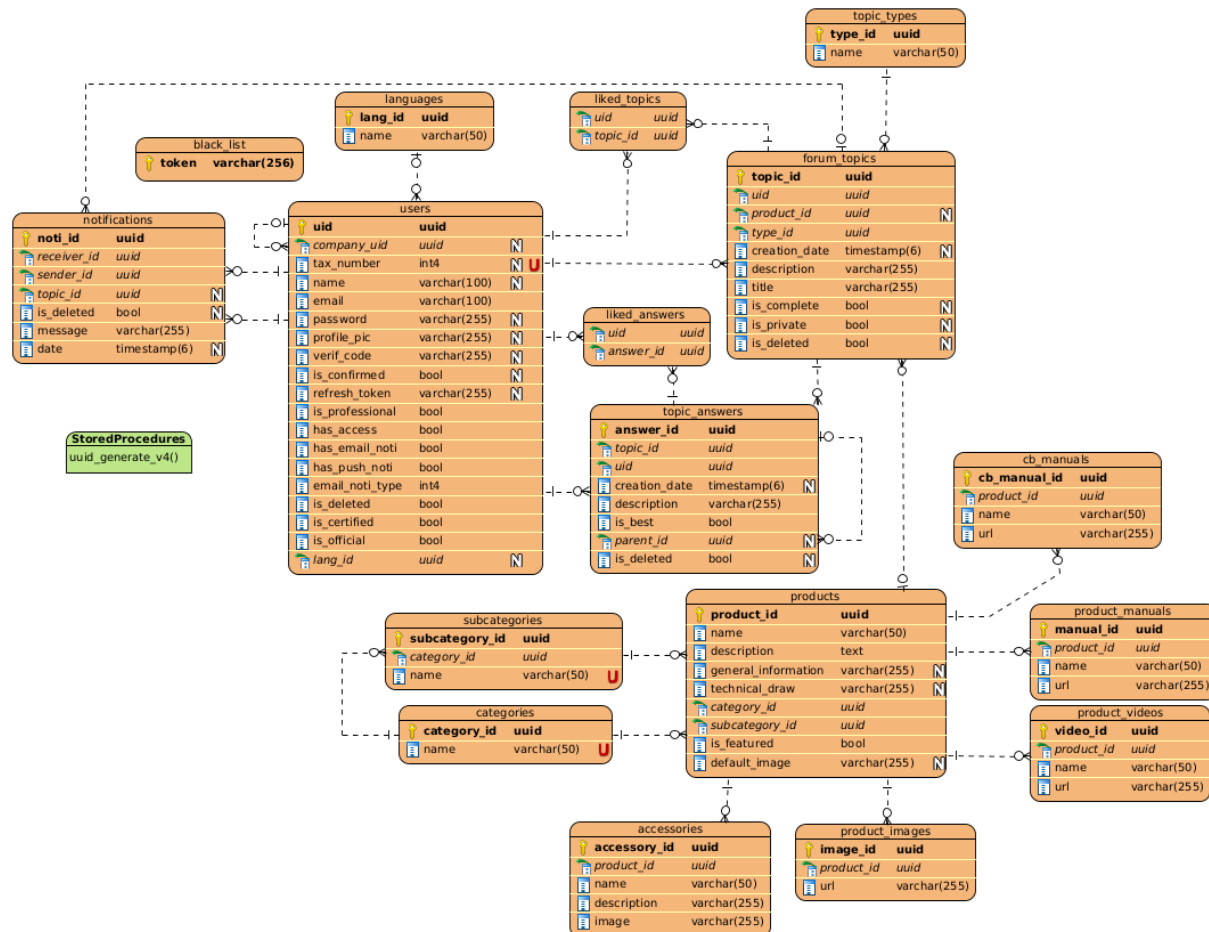 topic_types
type_id uuid
name varchar(50)
languages
lang_id uuid
name varchar(50)
liked_topics
uid uuid
topic_id uuid
black_list
token varchar(256)
forum_topics
topic_id uuid
uid uuid
product_id uuid N
type_id uuid
creation_date timestamp(6) N
description varchar(255)
title varchar(255)
is_complete bool N
is_private bool N
is_deleted bool N
notifications
noti_id uuid
receiver_id uuid
sender_id uuid
topic_id uuid N
is_deleted bool N
message varchar(255)
date timestamp(6) N
users
uid uuid
company_uid uuid N
tax_number int4 N U
name varchar(100) N
email varchar(100)
password varchar(255) N
profile_pic varchar(255) N
verif_code varchar(255) N
is_confirmed bool N
refresh_token varchar(255) N
is_professional bool
has_access bool
has_email_noti bool
has_push_noti bool
email_noti_type int4
is_deleted bool
is_certified bool
is_official bool
lang_id uuid N
liked_answers
uid uuid
answer_id uuid
topic_answers
answer_id uuid
topic_id uuid
uid uuid
creation_date timestamp(6) N
description varchar(255)
is_best bool
parent_id uuid N
is_deleted bool N
StoredProcedures
uuid_generate_v4()
cb_manuals
cb_manual_id uuid
product_id uuid
name varchar(50)
url varchar(255)
products
product_id uuid
name varchar(50)
description text
general_information varchar(255) N
technical_draw varchar(255) N
category_id uuid
subcategory_id uuid
is_featured bool
default_image varchar(255) N
subcategories
subcategory_id uuid
category_id uuid
name varchar(50) U
categories
category_id uuid
name varchar(50) U
product_manuals
manual_id uuid
product_id uuid
name varchar(50)
url varchar(255)
product_videos
video_id uuid
product_id uuid
name varchar(50)
url varchar(255)
accessories
accessory_id uuid
product_id uuid
name varchar(50)
description varchar(255)
image varchar(255)
product_images
image_id uuid
product_id uuid
url varchar(255)